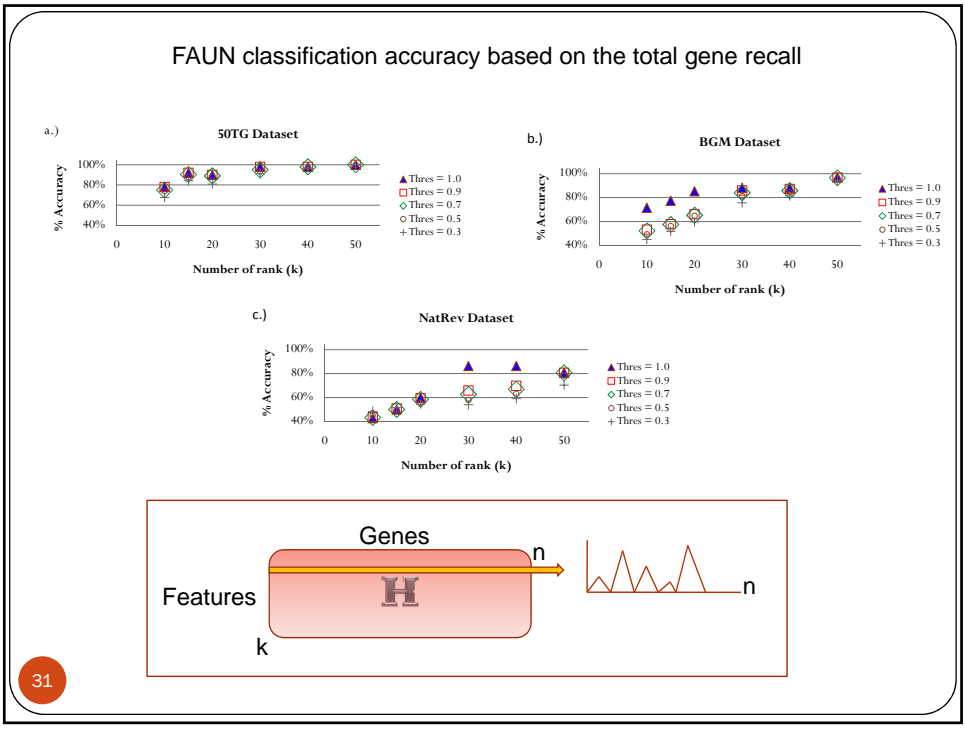 FAUN classification accuracy based on the total gene recall
a.)
50TG Dataset
% Accuracy
100%
80%
60%
40%
0 10 20 30 40 50
Number of rank (k)
Thres = 1.0
Thres = 0.9
Thres = 0.7
Thres = 0.5
Thres = 0.3
b.)
BGM Dataset
% Accuracy
100%
80%
60%
40%
0 10 20 30 40 50
Number of rank (k)
Thres = 1.0
Thres = 0.9
Thres = 0.7
Thres = 0.5
Thres = 0.3
c.)
NatRev Dataset
% Accuracy
100%
80%
60%
40%
0 10 20 30 40 50
Number of rank (k)
Thres = 1.0
Thres = 0.9
Thres = 0.7
Thres = 0.5
Thres = 0.3
Genes
n
Features
H
k
n
31